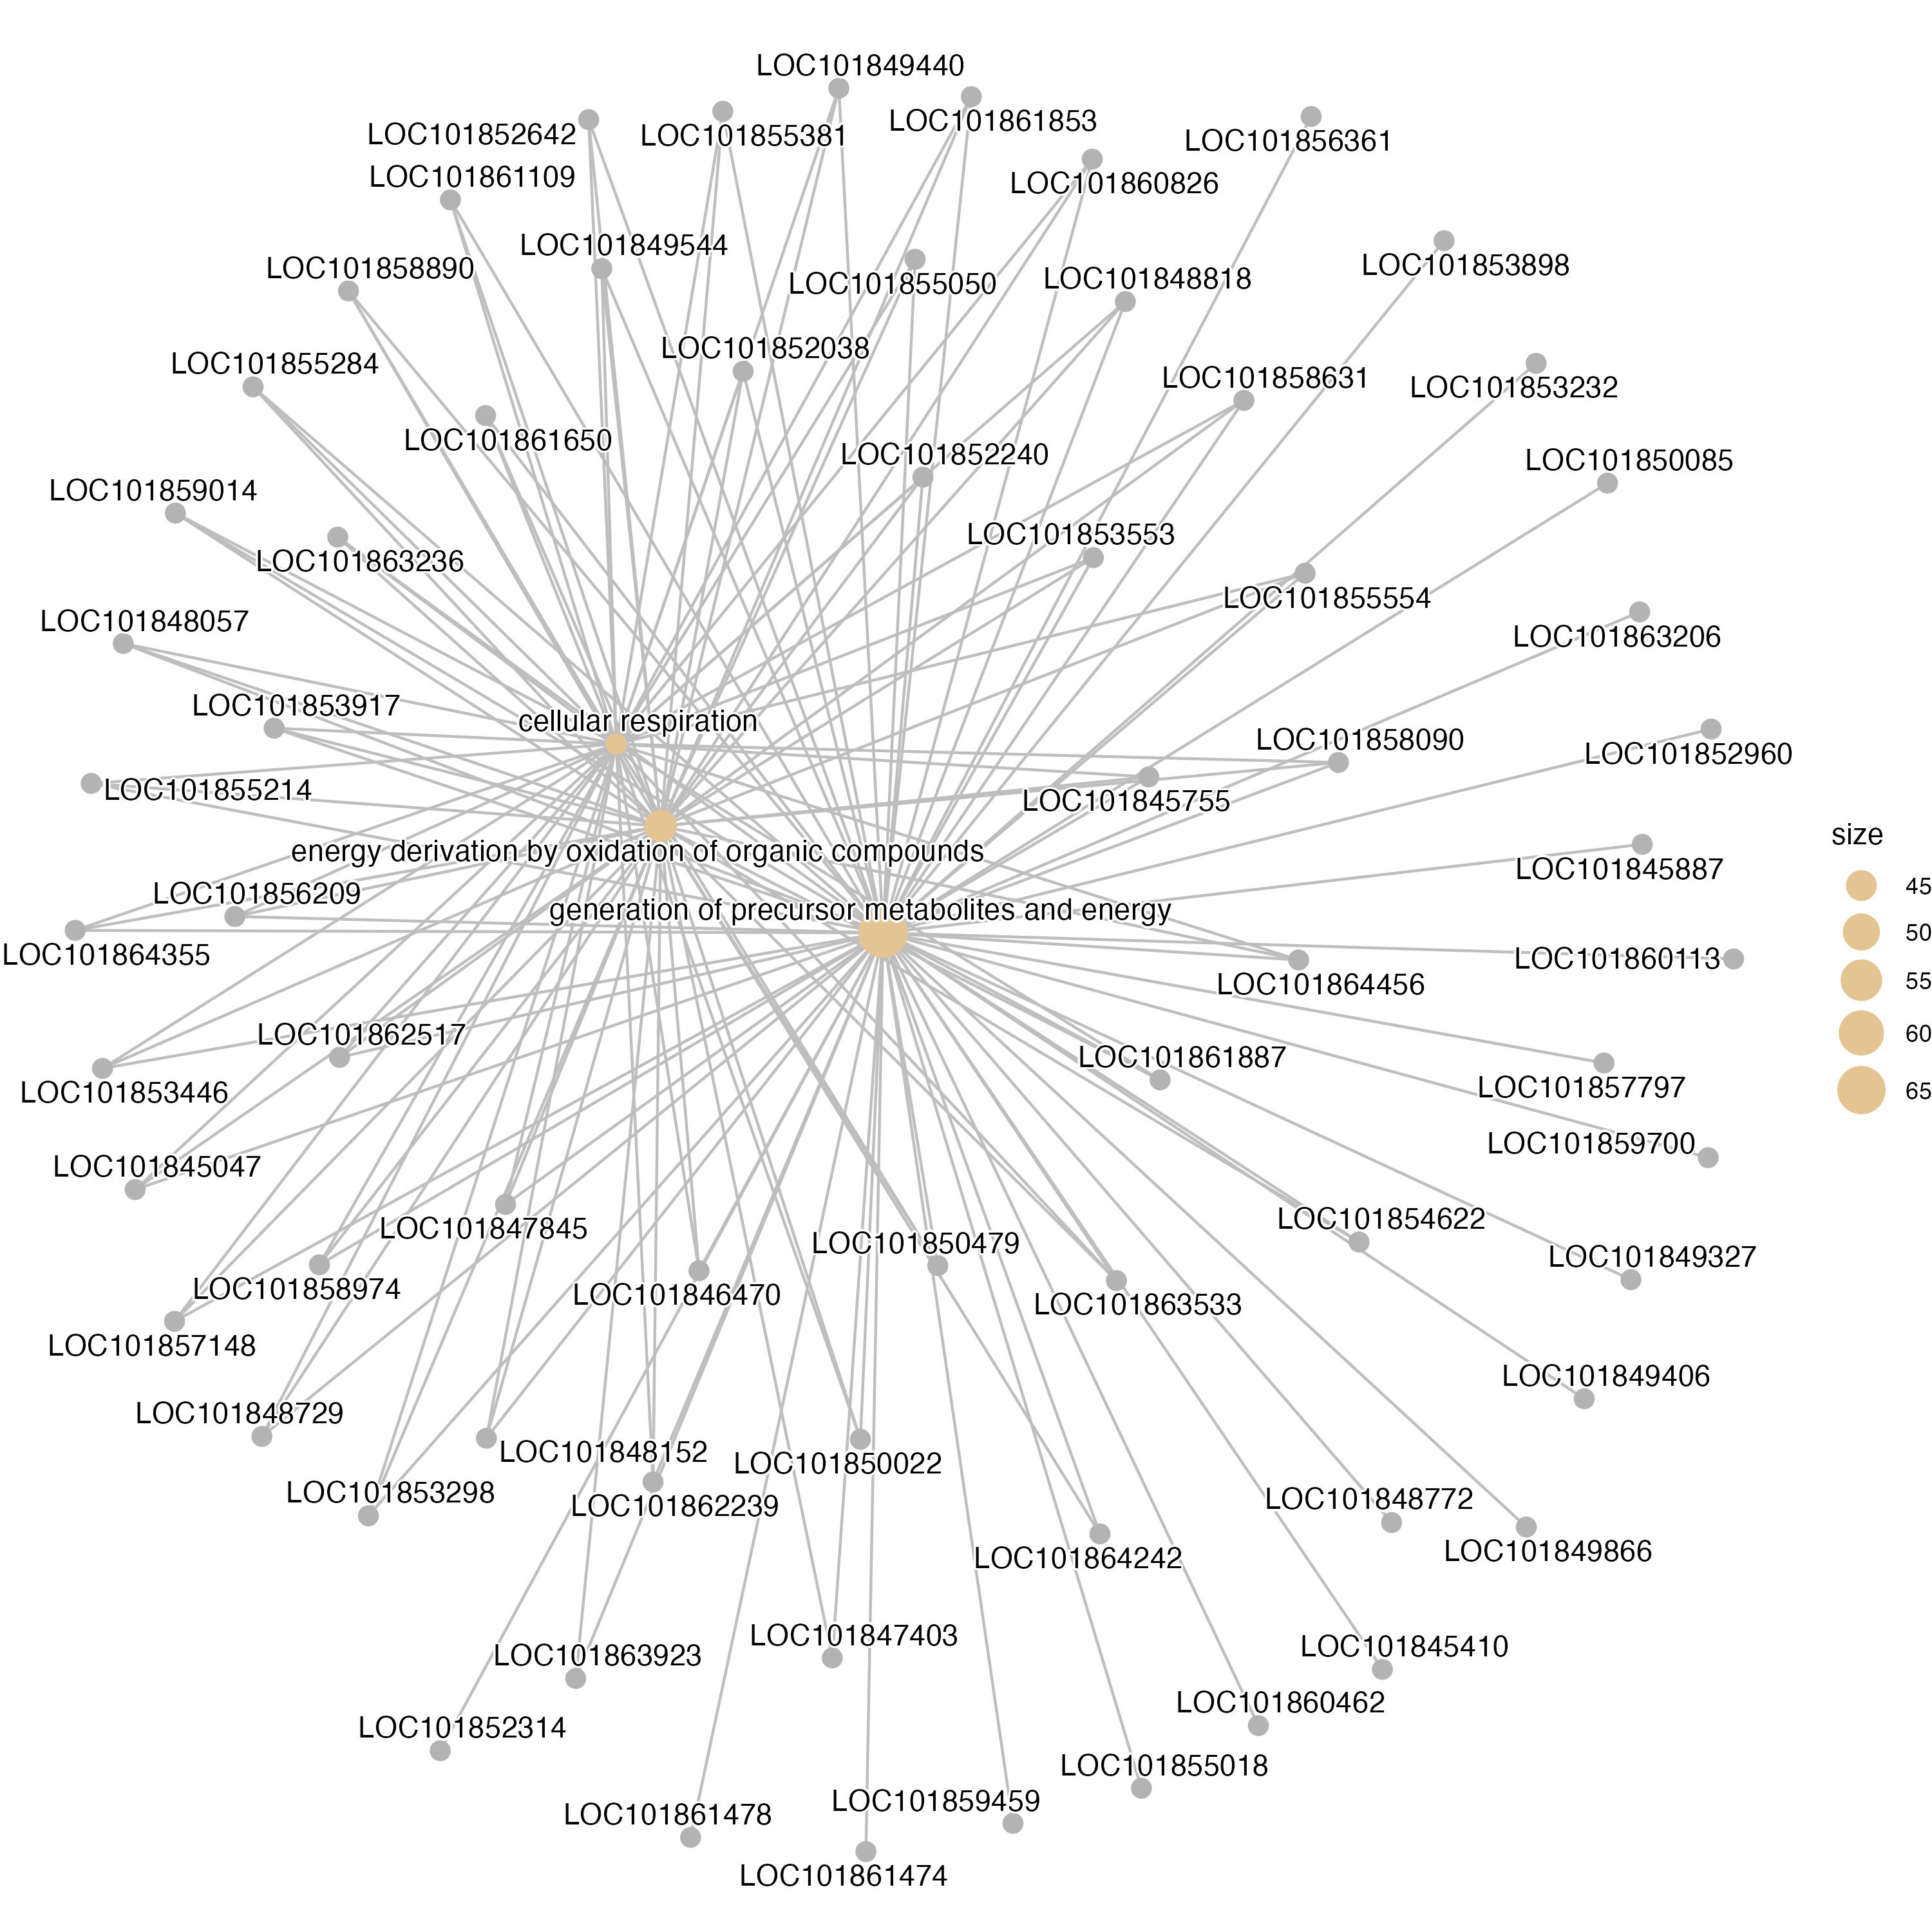 LOC101849440
LOC101861853
LOC101852642
LOC101855381
LOC101856361
LOC101861109
LOC101860826
LOC101849544
LOC101858890
LOC101855050
LOC101848818
LOC101853898
LOC101852038
LOC101855284
LOC101858631
LOC101853232
LOC101861650
LOC101852240
LOC101850085
LOC101859014
LOC101853553
LOC101863236
LOC101855554
LOC101848057
LOC101863206
LOC101853917
cellular respiration
LOC101858090
LOC101852960
LOC101855214
LOC101845755
energy derivation by oxidation of organic compounds
size
LOC101845887
45
LOC101856209
generation of precursor metabolites and energy
50
LOC101864355
LOC101860113
LOC101864456
55
LOC101862517
60
LOC101861887
LOC101853446
LOC101857797
65
LOC101859700
LOC101845047
LOC101847845
LOC101854622
LOC101850479
LOC101849327
LOC101858974
LOC101846470
LOC101863533
LOC101857148
LOC101849406
LOC101848729
LOC101848152
LOC101850022
LOC101853298
LOC101862239
LOC101848772
LOC101849866
LOC101864242
LOC101863923
LOC101847403
LOC101845410
LOC101860462
LOC101852314
LOC101855018
LOC101859459
LOC101861478
LOC101861474